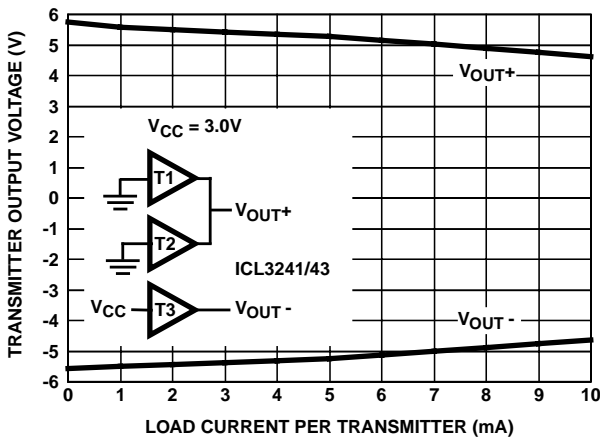 TRANSMITTER OUTPUT VOLTAGE (V)
6
5
4
3
2
1
0
-1
-2
-3
-4
-5
-6
VOUT+
VCC = 3.0V
T1
VOUT+
T2
ICL3241/43
VCC
T3
VOUT -
VOUT -
0 1 2 3 4 5 6 7 8 9 10
LOAD CURRENT PER TRANSMITTER (mA)